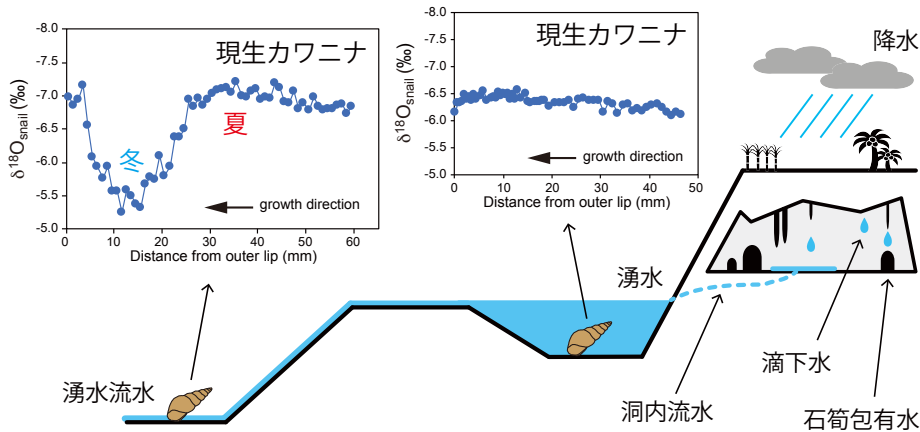 現生カワニナ
δ¹⁸Osnail (‰)
-8.0
-7.5
-7.0
-6.5
-6.0
-5.5
-5.0
夏
冬
growth direction
0 10 20 30 40 50 60
Distance from outer lip (mm)
現生カワニナ
δ¹⁸Osnail (‰)
-8.0
-7.5
-7.0
-6.5
-6.0
-5.5
-5.0
growth direction
0 10 20 30 40 50
Distance from outer lip (mm)
降水
湧水
湧水流水
洞内流水
滴下水
石筍包有水